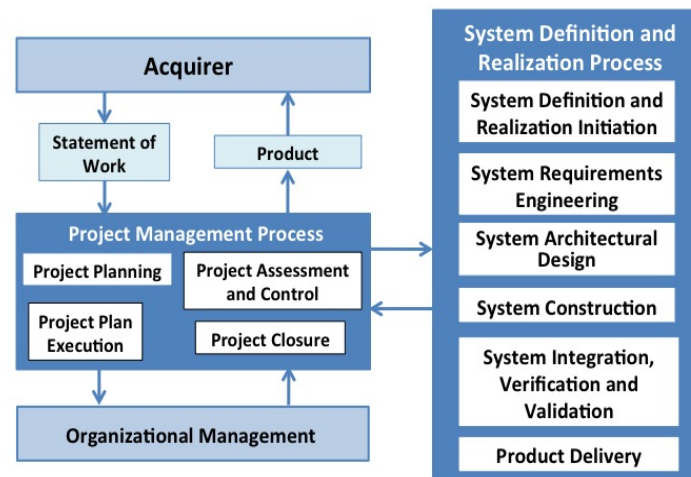 Acquirer
Statement of
Work
Product
Project Management Process
Project Planning
Project Assessment
and Control
Project Plan
Execution
Project Closure
Organizational Management
System Definition and
Realization Process
System Definition and
Realization Initiation
System Requirements
Engineering
System Architectural
Design
System Construction
System Integration,
Verification and
Validation
Product Delivery